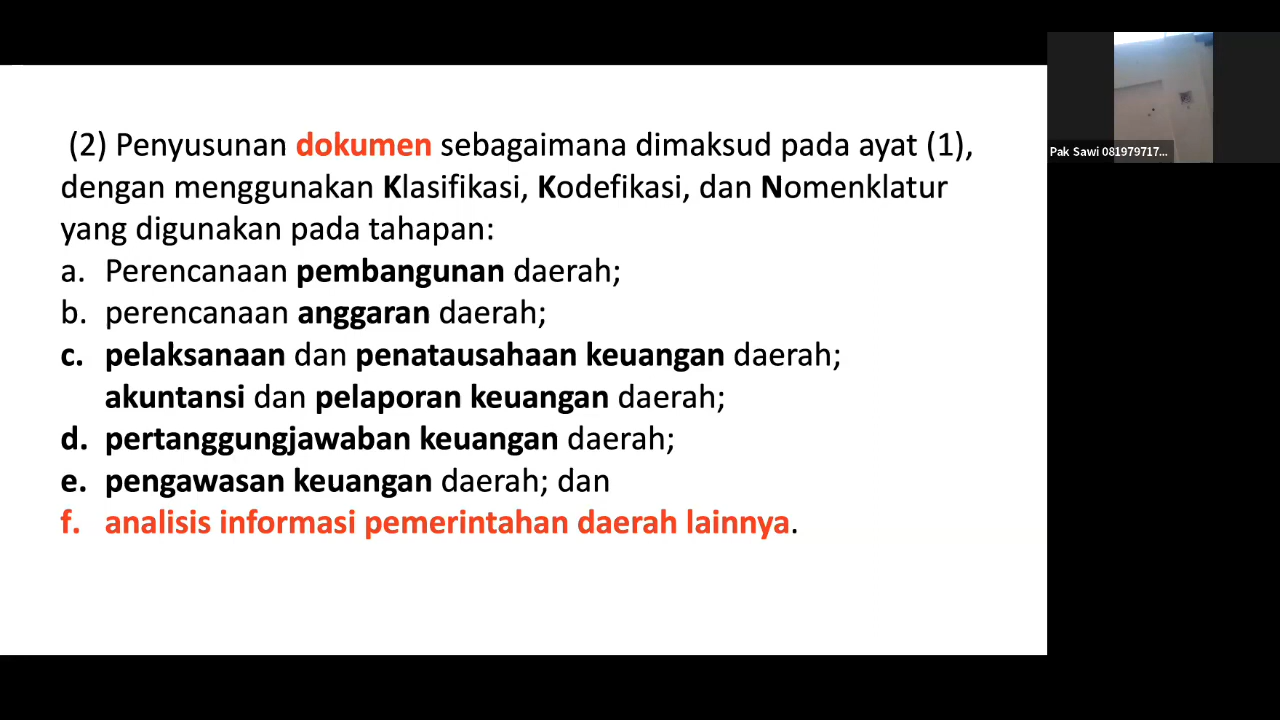 (2) Penyusunan dokumen sebagaimana dimaksud pada ayat (1),
dengan menggunakan Klasifikasi, Kodefikasi, dan Nomenklatur
yang digunakan pada tahapan:
a. Perencanaan pembangunan daerah;
b. perencanaan anggaran daerah;
c. pelaksanaan dan penatausahaan keuangan daerah;
akuntansi dan pelaporan keuangan daerah;
d. pertanggungjawaban keuangan daerah;
e. pengawasan keuangan daerah; dan
f. analisis informasi pemerintahan daerah lainnya.
Pak Sawi 081979717...